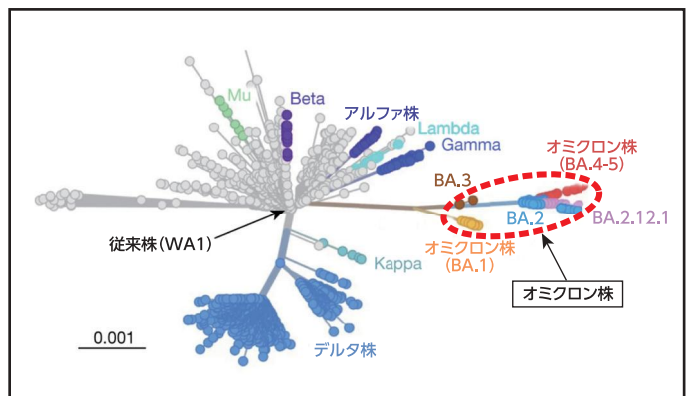 Mu
Beta
アルファ株
Lambda
Gamma
オミクロン株
(BA.4-5)
BA.3
BA.2
BA.2.12.1
従来株(WA1)
オミクロン株
(BA.1)
Kappa
オミクロン株
0.001
デルタ株